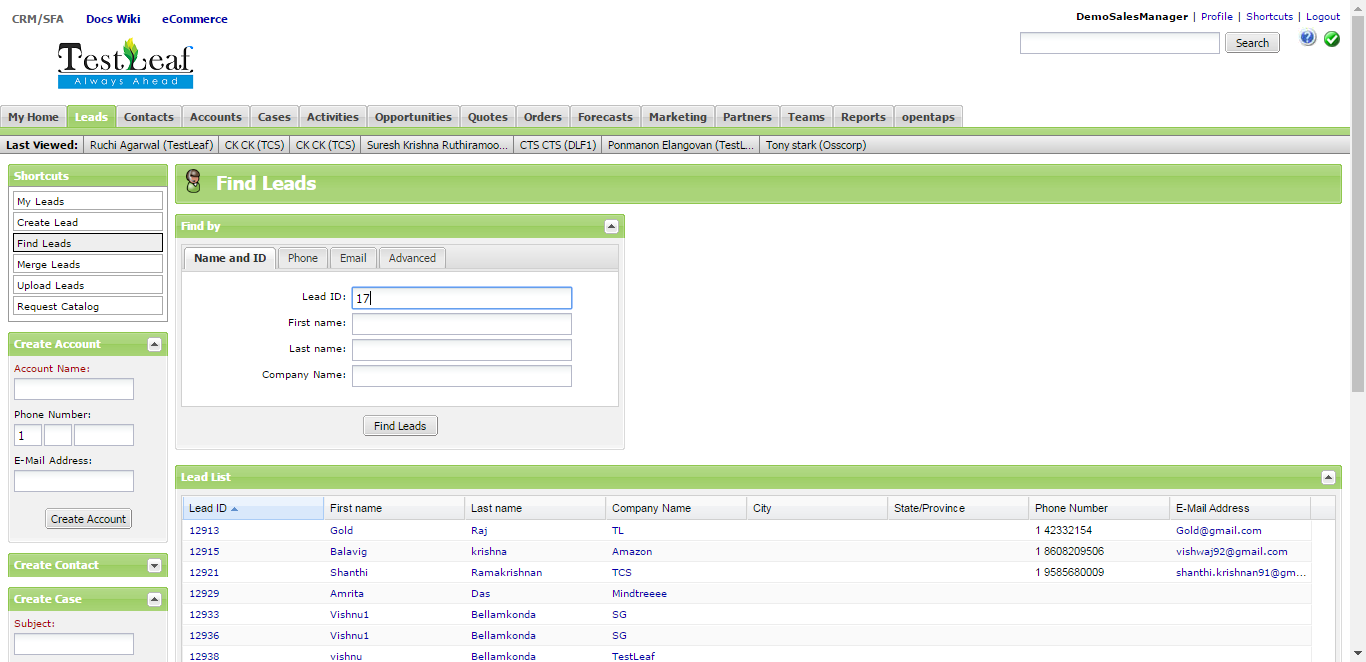 CRM/SFA Docs Wiki eCommerce
DemoSalesManager | Profile | Shortcuts | Logout
TestLeaf
Always Ahead
Search
My Home Leads Contacts Accounts Cases Activities Opportunities Quotes Orders Forecasts Marketing Partners Teams Reports opentaps
Last Viewed: Ruchi Agarwal (TestLeaf) CK CK (TCS) CK CK (TCS) Suresh Krishna Ruthiramoo... CTS CTS (DLF1) Ponmanon Elangovan (TestL... Tony stark (Osscorp)
Shortcuts
My Leads
Create Lead
Find Leads
Merge Leads
Upload Leads
Request Catalog
Create Account
Account Name:
Phone Number:
1
E-Mail Address:
Create Account
Create Contact
Create Case
Subject:
Find Leads
Find by
Name and ID Phone Email Advanced
Lead ID: 17
First name:
Last name:
Company Name:
Find Leads
Lead List
Lead ID First name Last name Company Name City State/Province Phone Number E-Mail Address
12913 Gold Raj TL 1 42332154 Gold@gmail.com
12915 Balavig krishna Amazon 1 8608209506 vishwaj92@gmail.com
12921 Shanthi Ramakrishnan TCS 1 9585680009 shanthi.krishnan91@gm...
12929 Amrita Das Mindtreeee
12933 Vishnu1 Bellamkonda SG
12936 Vishnu1 Bellamkonda SG
12938 vishnu Bellamkonda TestLeaf